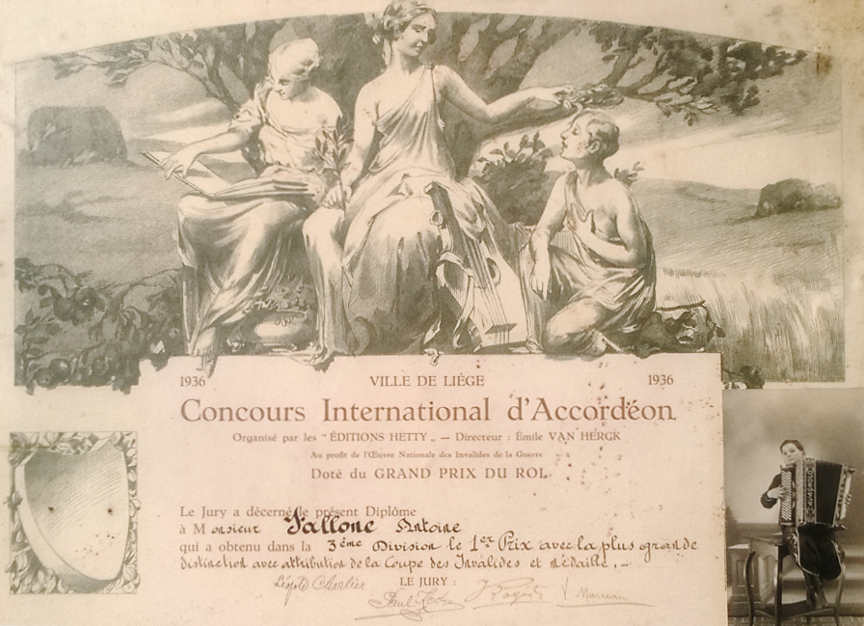 1936 VILLE DE LIÉGE 1936
Concours International d'Accordéon
Organisé par les "ÉDITIONS HETTY" — Directeur : Émile VAN HERCK
Au profit de l'Œuvre Nationale des Invalides de la Guerre
Doté du GRAND PRIX DU ROI
Le Jury a décerné le présent Diplôme
à Monsieur Vallone Antoine
qui a obtenu dans la 3ème Division le 1er Prix avec la plus grande
distinction avec attribution de la Coupe des Invalides et médaille. –
LE JURY :